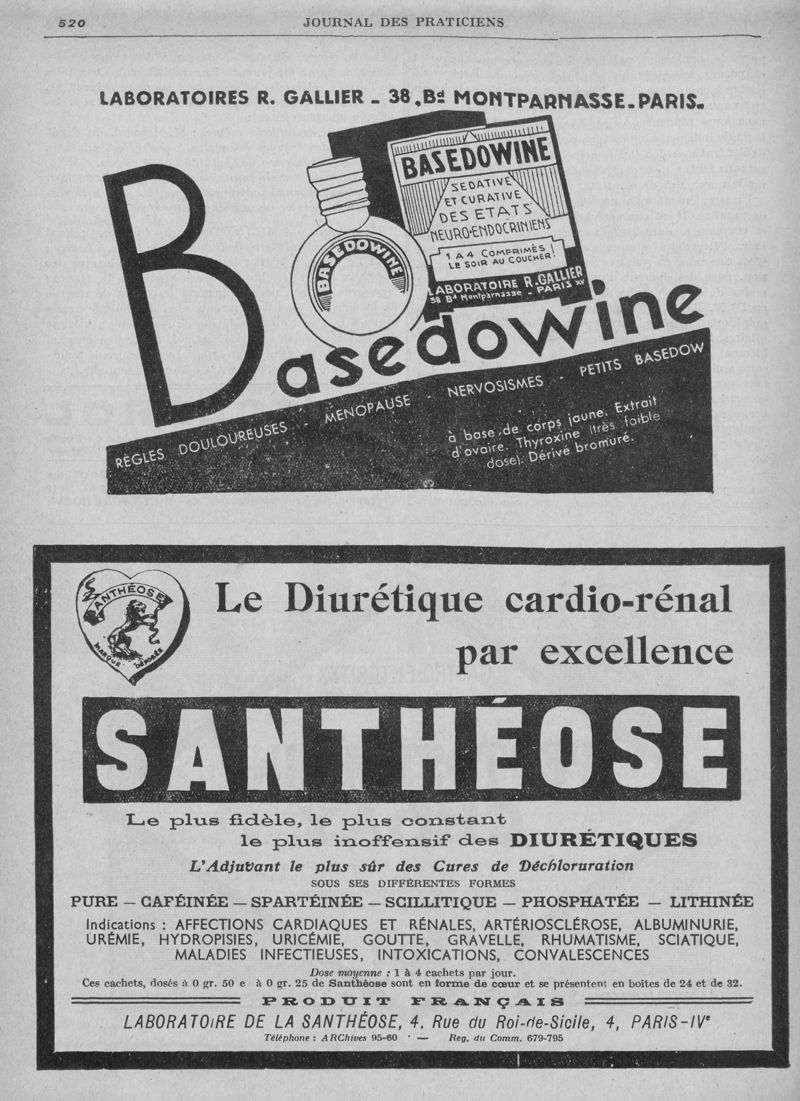 520
JOURNAL DES PRATICIENS
LABORATOIRES R. GALLIER - 38, Bd MONTPARNASSE - PARIS.
BASEDOWINE
SEDATIVE
ET CURATIVE
DES ETATS
NEURO-ENDOCRINIENS
1 A 4 COMPRIMÉS
LE SOIR AU COUCHER!
LABORATOIRE R. GALLIER
38 Bd Montparnasse - PARIS XV
BASEDOWINE
Basedowine
RÈGLES DOULOUREUSES - MENOPAUSE - NERVOSISMES - PETITS BASEDOW
à base de corps jaune. Extrait
d'ovaire. Thyroxine (très faible
dose). Dérivé bromuré.
SANTHÉOSE
MARQUE DÉPOSÉE
Le Diurétique cardio-rénal
par excellence
SANTHÉOSE
Le plus fidèle, le plus constant
le plus inoffensif des DIURÉTIQUES
L'Adjuvant le plus sûr des Cures de Déchloruration
SOUS SES DIFFÉRENTES FORMES
PURE — CAFÉINÉE — SPARTÉINÉE — SCILLITIQUE — PHOSPHATÉE — LITHINÉE
Indications : AFFECTIONS CARDIAQUES ET RÉNALES, ARTÉRIOSCLÉROSE, ALBUMINURIE,
URÉMIE, HYDROPISIES, URICÉMIE, GOUTTE, GRAVELLE, RHUMATISME, SCIATIQUE,
MALADIES INFECTIEUSES, INTOXICATIONS, CONVALESCENCES
Dose moyenne : 1 à 4 cachets par jour.
Ces cachets, dosés à 0 gr. 50 e à 0 gr. 25 de Santhéose sont en forme de cœur et se présentent en boîtes de 24 et de 32.
PRODUIT FRANÇAIS
LABORATOIRE DE LA SANTHÉOSE, 4, Rue du Roi-de-Sicile, 4, PARIS-IVe
Téléphone : ARChives 95-60 — Reg. du Comm. 679-795